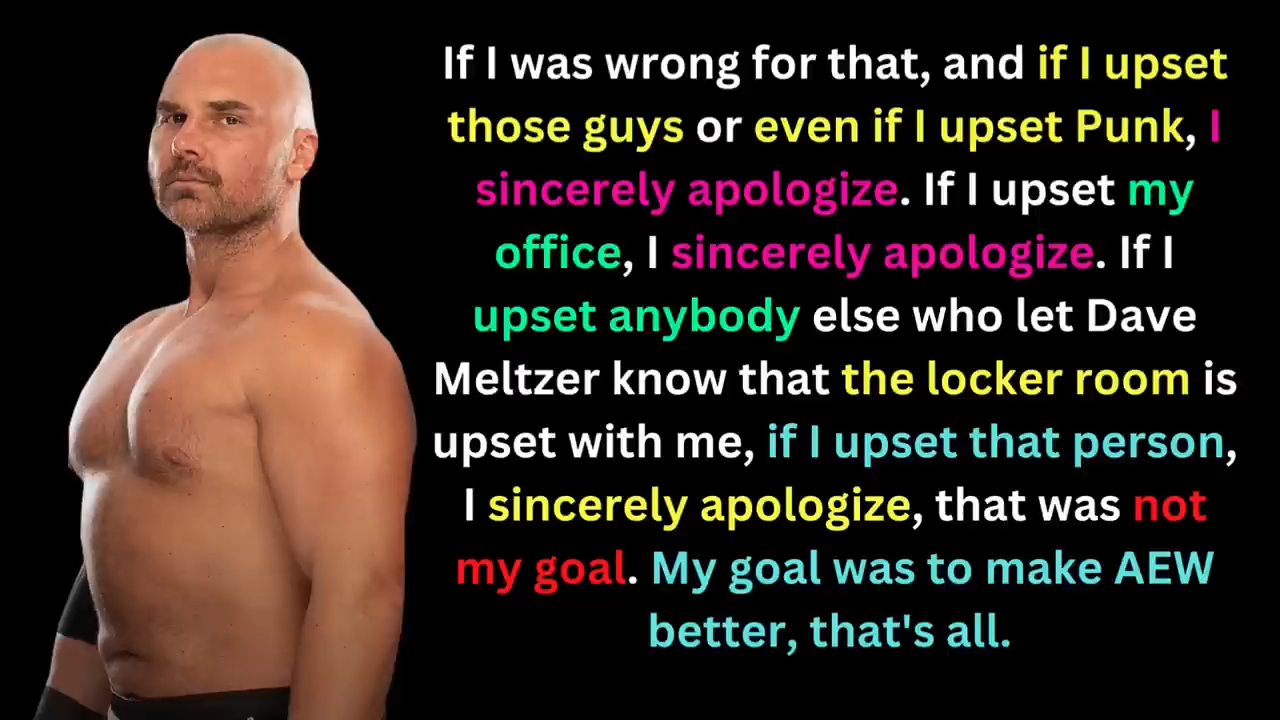 If I was wrong for that, and if I upset
those guys or even if I upset Punk, I
sincerely apologize. If I upset my
office, I sincerely apologize. If I
upset anybody else who let Dave
Meltzer know that the locker room is
upset with me, if I upset that person,
I sincerely apologize, that was not
my goal. My goal was to make AEW
better, that's all.